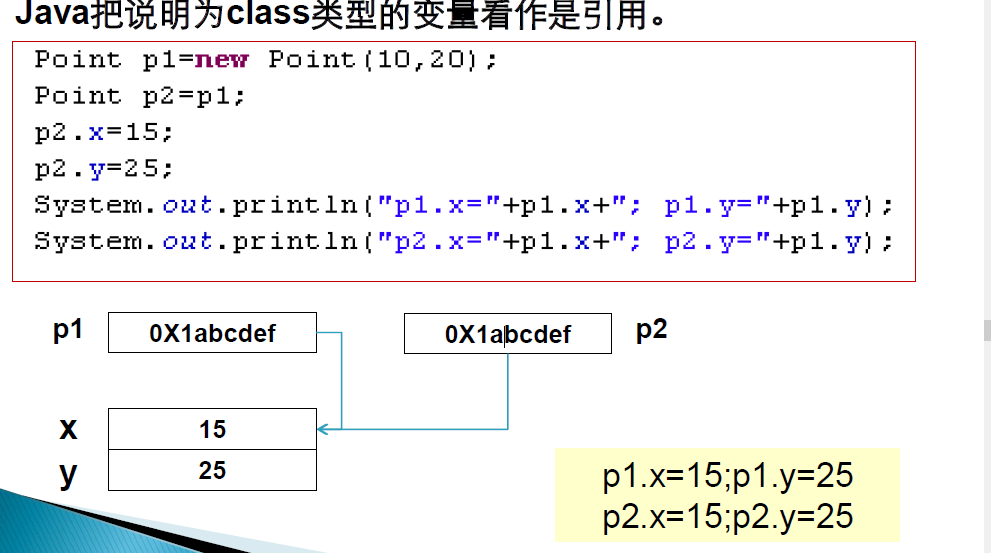 Java把说明为class类型的变量看作是引用。
Point p1=new Point(10,20);
Point p2=p1;
p2.x=15;
p2.y=25;
System.out.println("p1.x="+p1.x+"; p1.y="+p1.y);
System.out.println("p2.x="+p1.x+"; p2.y="+p1.y);
p1 0X1abcdef 0X1abcdef p2
x 15
y 25
p1.x=15;p1.y=25
p2.x=15;p2.y=25